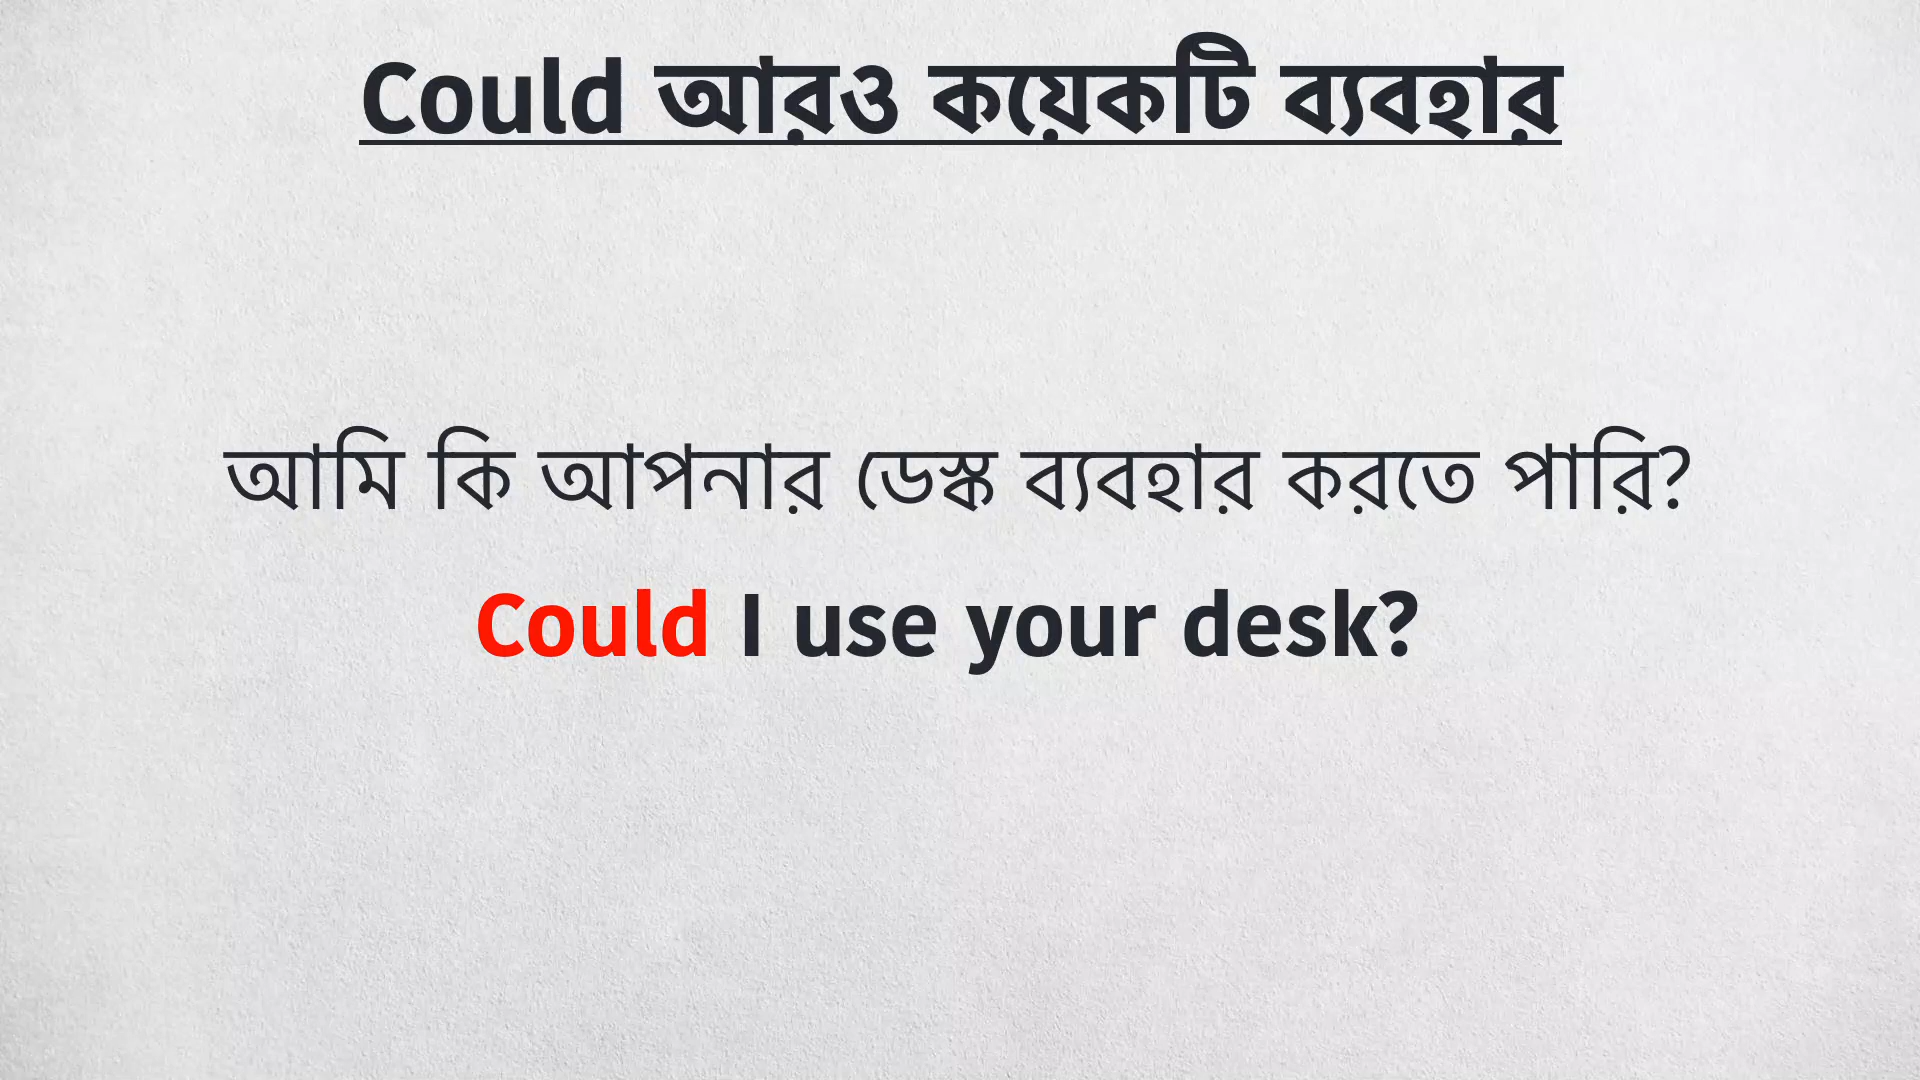 Could আরও কয়েকটি ব্যবহার
আমি কি আপনার ডেস্ক ব্যবহার করতে পারি?
Could I use your desk?